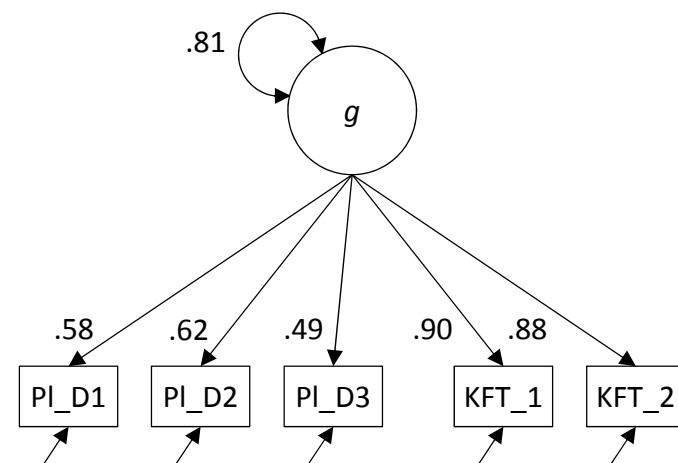 .81
g
.58 .62 .49 .90 .88
Pl_D1 Pl_D2 Pl_D3 KFT_1 KFT_2